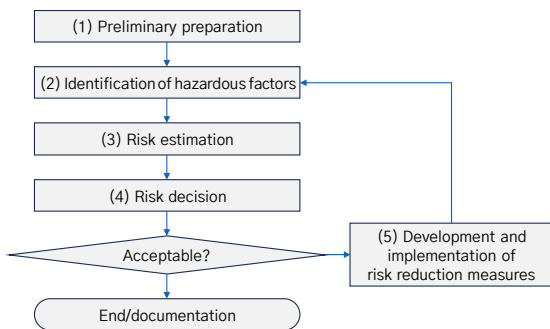 (1) Preliminary preparation
(2) Identification of hazardous factors
(3) Risk estimation
(4) Risk decision
Acceptable?
(5) Development and
implementation of
risk reduction measures
End/documentation